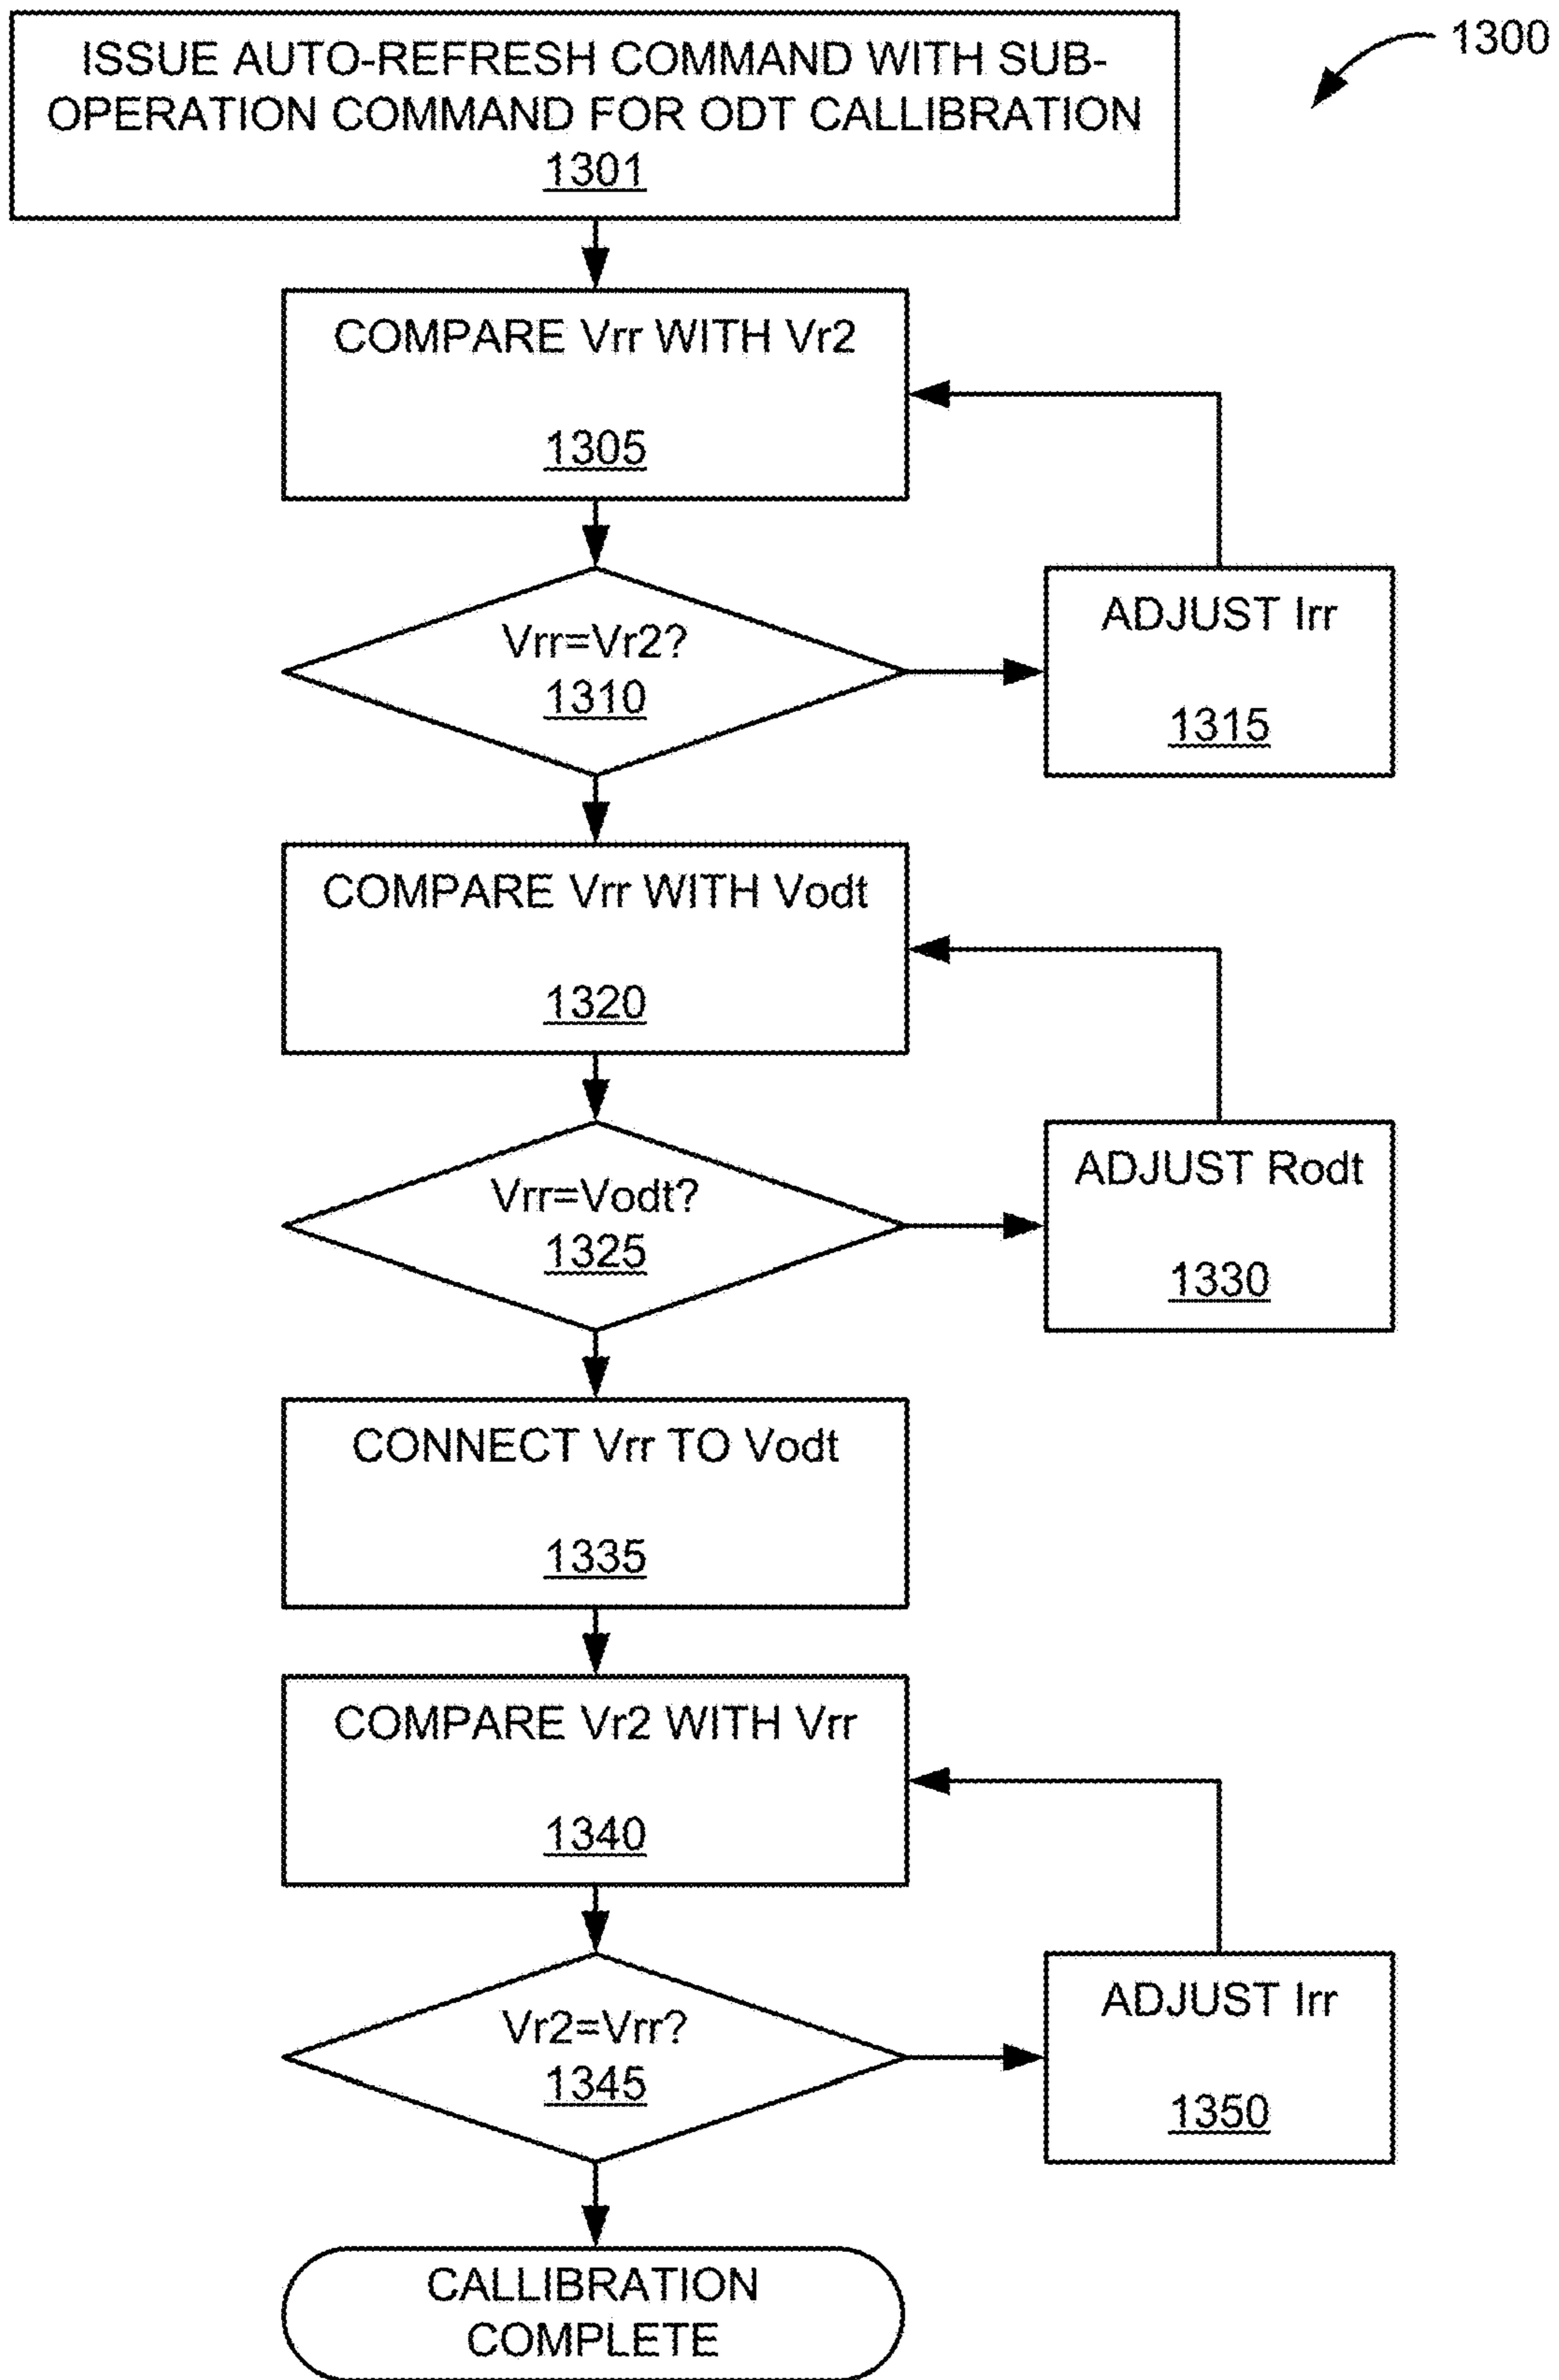 1300
ISSUE AUTO-REFRESH COMMAND WITH SUB-
OPERATION COMMAND FOR ODT CALLIBRATION
1301
COMPARE Vrr WITH Vr2
1305
Vrr=Vr2?
1310
ADJUST Irr
1315
COMPARE Vrr WITH Vodt
1320
Vrr=Vodt?
1325
ADJUST Rodt
1330
CONNECT Vrr TO Vodt
1335
COMPARE Vr2 WITH Vrr
1340
Vr2=Vrr?
1345
ADJUST Irr
1350
CALLIBRATION
COMPLETE